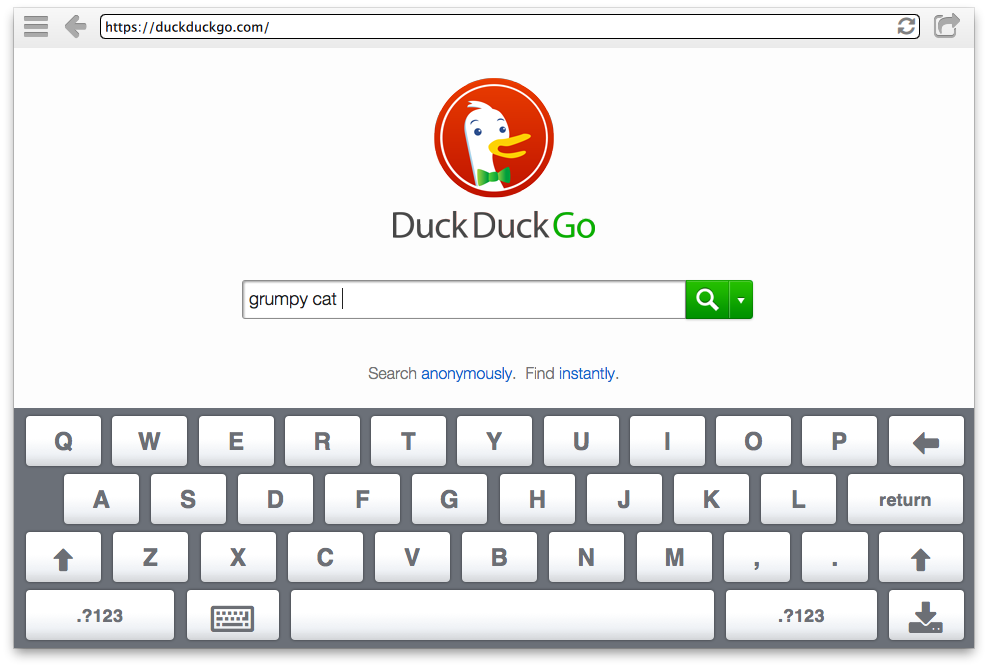 https://duckduckgo.com/
DuckDuckGo
grumpy cat
Search anonymously. Find instantly.
Q W E R T Y U I O P
A S D F G H J K L return
Z X C V B N M , .
.?123 .?123